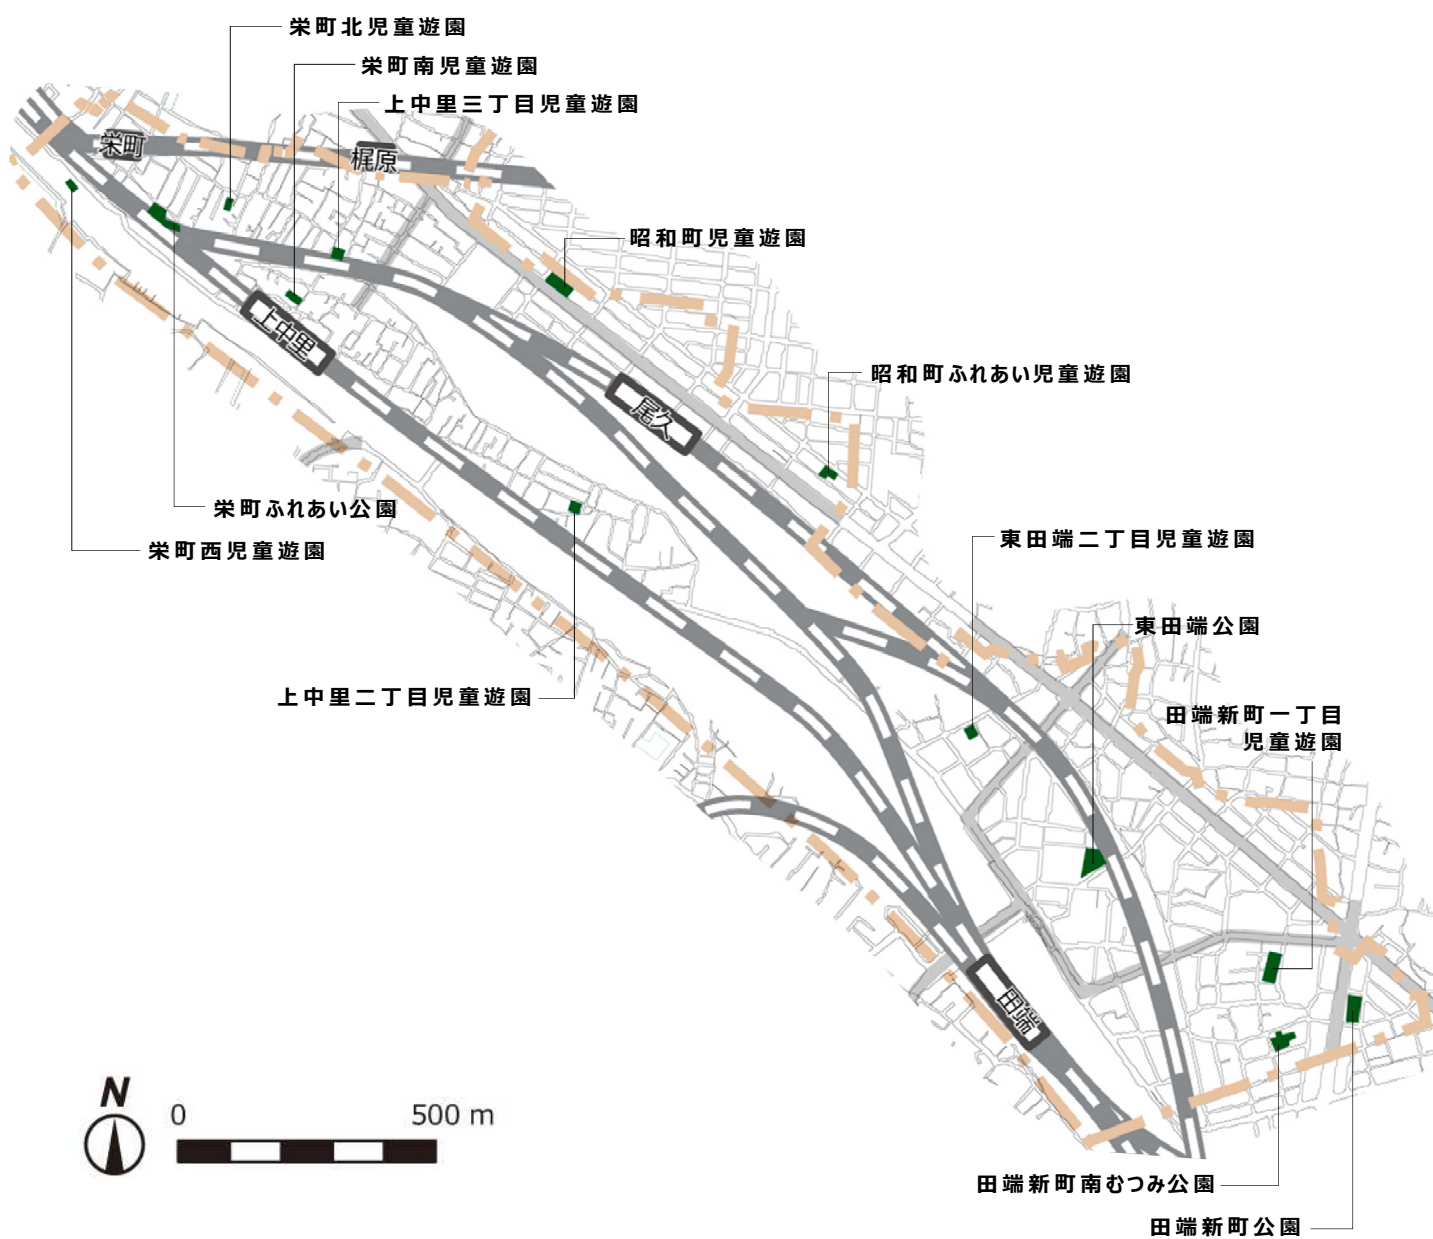 栄町北児童遊園
栄町南児童遊園
上中里三丁目児童遊園
栄町
梶原
昭和町児童遊園
上中里
尾久
昭和町ふれあい児童遊園
栄町ふれあい公園
栄町西児童遊園
東田端二丁目児童遊園
東田端公園
上中里二丁目児童遊園
田端新町一丁目
児童遊園
田端
N
0
500 m
田端新町南むつみ公園
田端新町公園